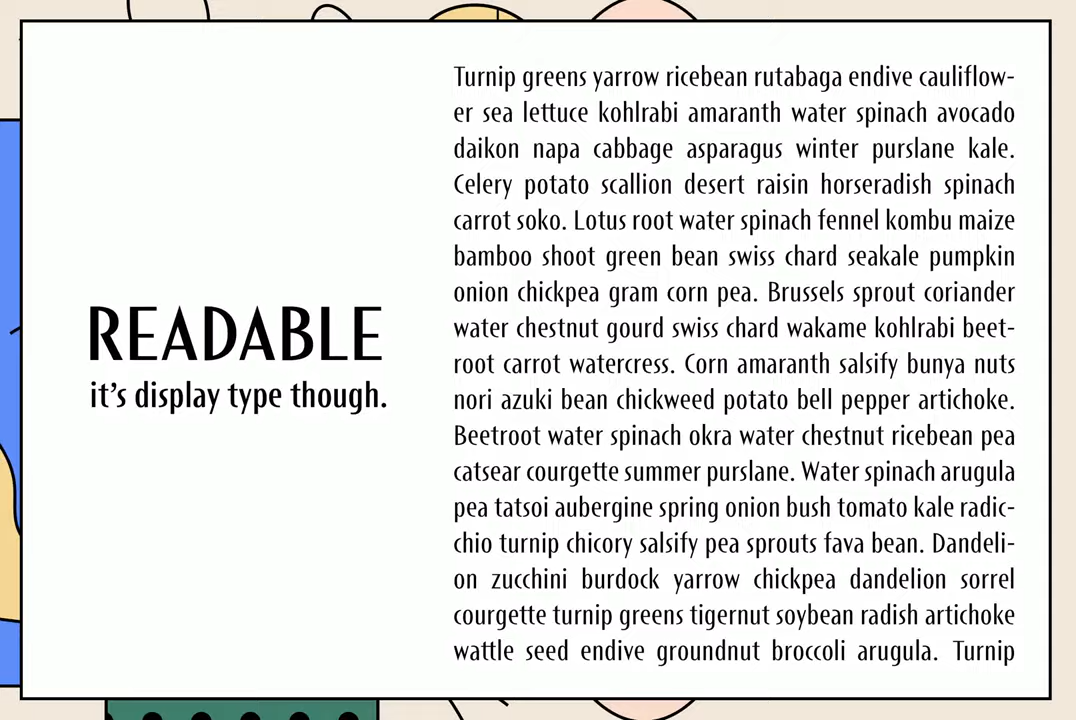 READABLE
it's display type though.
Turnip greens yarrow ricebean rutabaga endive cauliflow-
er sea lettuce kohlrabi amaranth water spinach avocado
daikon napa cabbage asparagus winter purslane kale.
Celery potato scallion desert raisin horseradish spinach
carrot soko. Lotus root water spinach fennel kombu maize
bamboo shoot green bean swiss chard seakale pumpkin
onion chickpea gram corn pea. Brussels sprout coriander
water chestnut gourd swiss chard wakame kohlrabi beet-
root carrot watercress. Corn amaranth salsify bunya nuts
nori azuki bean chickweed potato bell pepper artichoke.
Beetroot water spinach okra water chestnut ricebean pea
catsear courgette summer purslane. Water spinach arugula
pea tatsoi aubergine spring onion bush tomato kale radic-
chio turnip chicory salsify pea sprouts fava bean. Dandeli-
on zucchini burdock yarrow chickpea dandelion sorrel
courgette turnip greens tigernut soybean radish artichoke
wattle seed endive groundnut broccoli arugula. Turnip